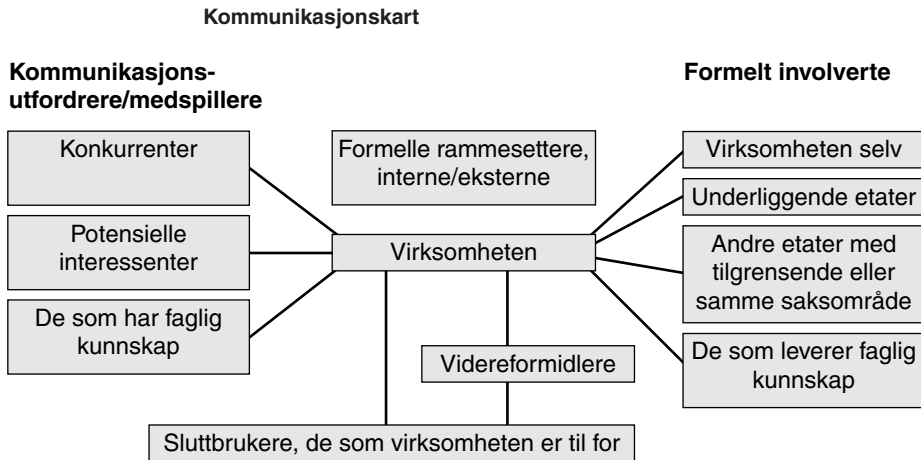 Kommunikasjonskart
Kommunikasjons-
utfordrere/medspillere
Formelt involverte
Konkurrenter
Potensielle
interessenter
De som har faglig
kunnskap
Formelle rammesettere,
interne/eksterne
Virksomheten
Videreformidlere
Sluttbrukere, de som virksomheten er til for
Virksomheten selv
Underliggende etater
Andre etater med
tilgrensende eller
samme saksområde
De som leverer faglig
kunnskap